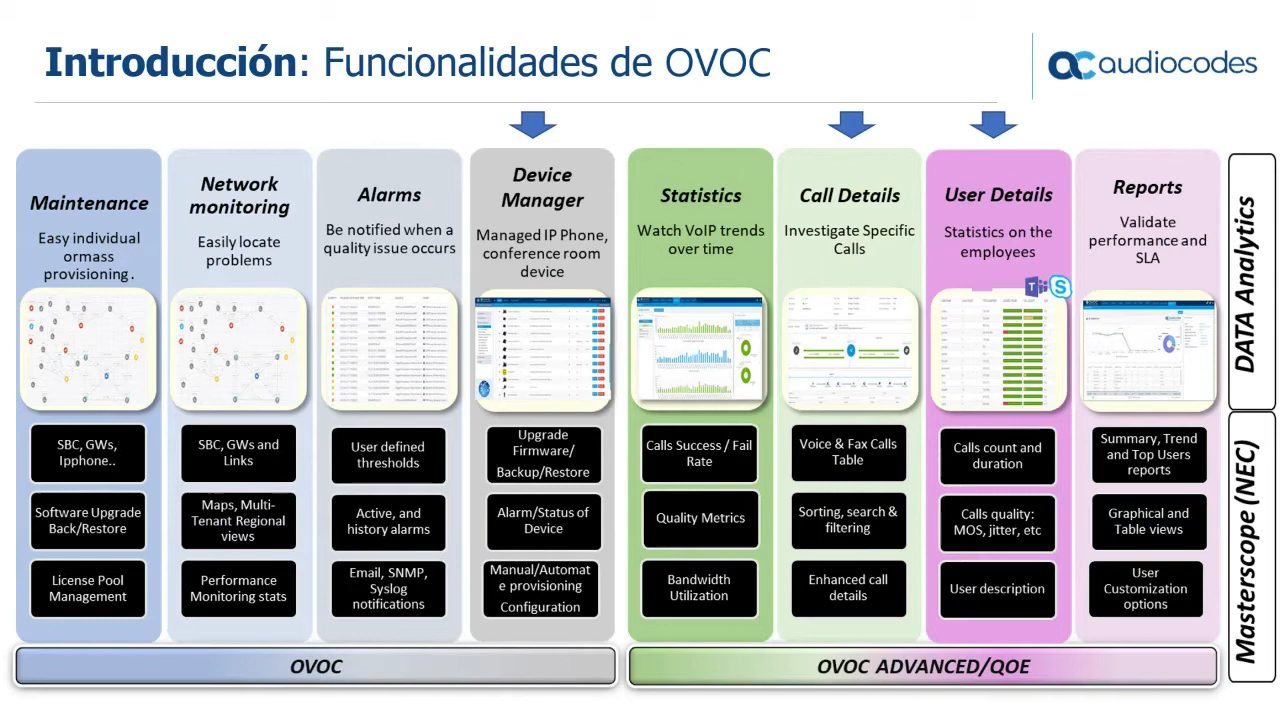 Introducción: Funcionalidades de OVOC
audiocodes
Maintenance
Easy individual
ormass
provisioning .
SBC, GWs,
Ipphone..
Software Upgrade
Back/Restore
License Pool
Management
Network
monitoring
Easily locate
problems
SBC, GWs and
Links
Maps, Multi-
Tenant Regional
views
Performance
Monitoring stats
Alarms
Be notified when a
quality issue occurs
User defined
thresholds
Active, and
history alarms
Email, SNMP,
Syslog
notifications
Device
Manager
Managed IP Phone,
conference room
device
Upgrade
Firmware/
Backup/Restore
Alarm/Status of
Device
Manual/Automat
e provisioning
Configuration
OVOC
Statistics
Watch VoIP trends
over time
Calls Success / Fail
Rate
Quality Metrics
Bandwidth
Utilization
Call Details
Investigate Specific
Calls
Voice & Fax Calls
Table
Sorting, search &
filtering
Enhanced call
details
User Details
Statistics on the
employees
Calls count and
duration
Calls quality:
MOS, jitter, etc
User description
Reports
Validate
performance and
SLA
Summary, Trend
and Top Users
reports
Graphical and
Table views
User
Customization
options
OVOC ADVANCED/QOE
DATA Analytics
Masterscope (NEC)